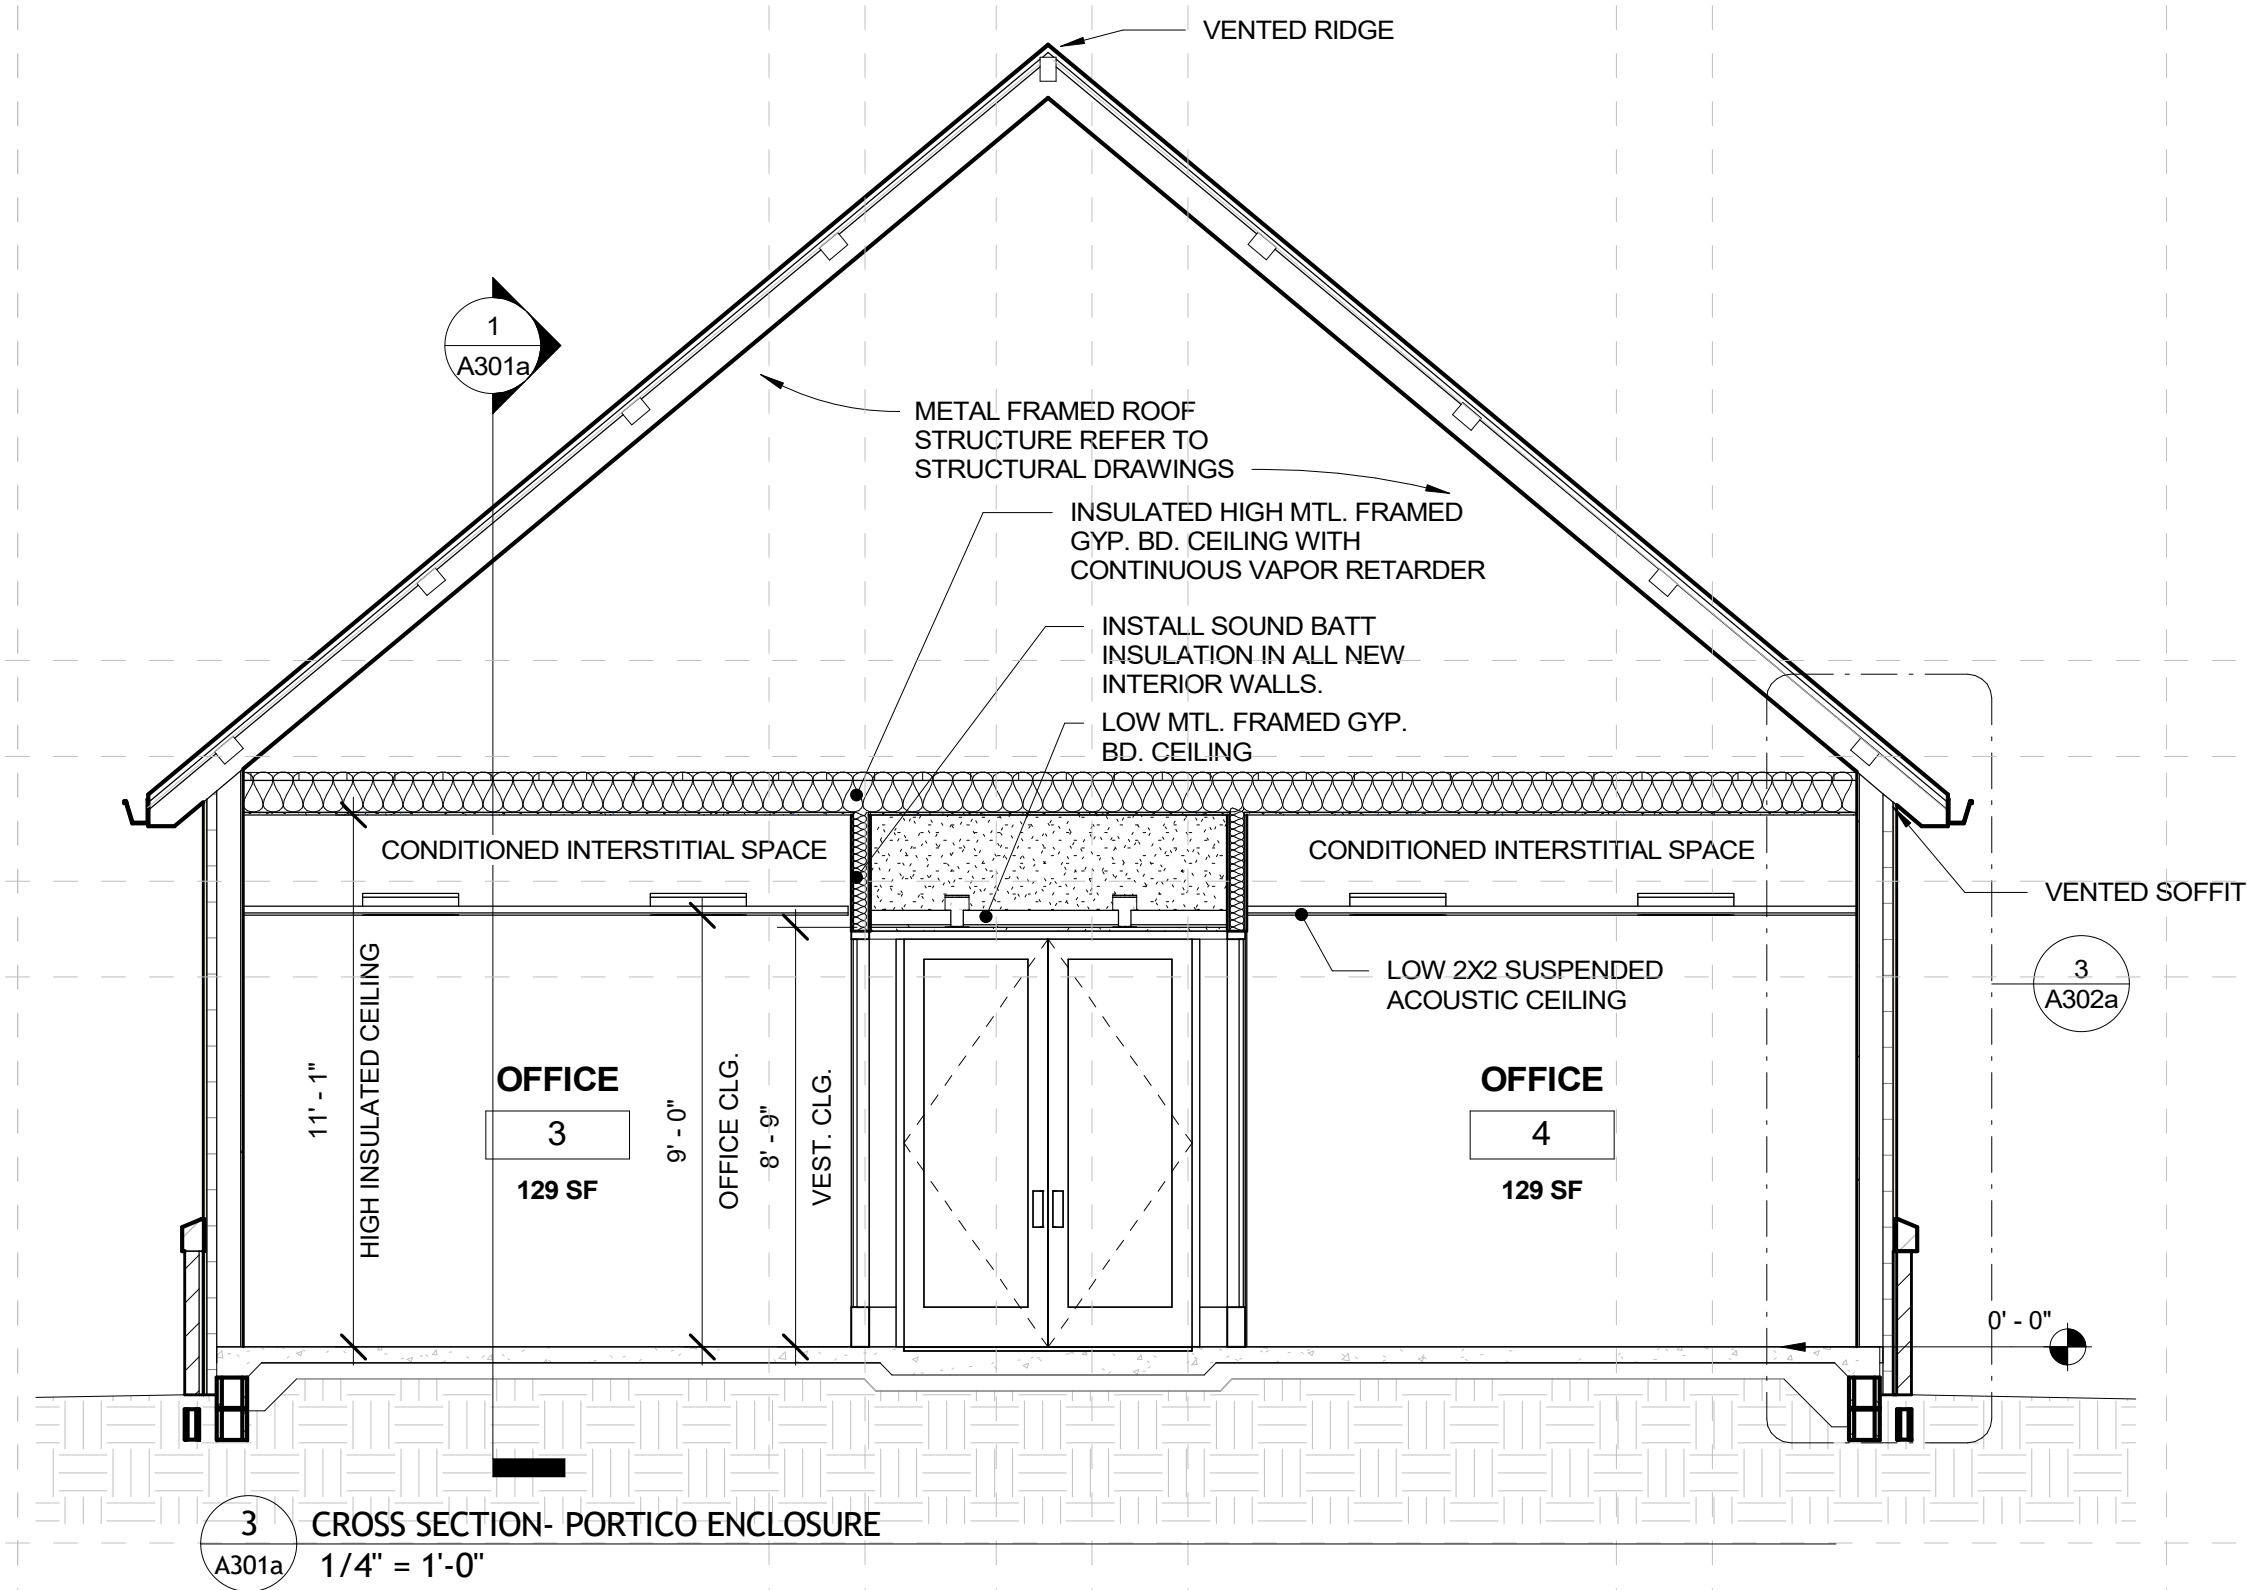 VENTED RIDGE
1
A301a
METAL FRAMED ROOF
STRUCTURE REFER TO
STRUCTURAL DRAWINGS
INSULATED HIGH MTL. FRAMED
GYP. BD. CEILING WITH
CONTINUOUS VAPOR RETARDER
INSTALL SOUND BATT
INSULATION IN ALL NEW
INTERIOR WALLS.
LOW MTL. FRAMED GYP.
BD. CEILING
CONDITIONED INTERSTITIAL SPACE
CONDITIONED INTERSTITIAL SPACE
VENTED SOFFIT
LOW 2X2 SUSPENDED
ACOUSTIC CEILING
3
A302a
11' - 1"
HIGH INSULATED CEILING
OFFICE
3
129 SF
9' - 0"
OFFICE CLG.
8' - 9"
VEST. CLG.
OFFICE
4
129 SF
0' - 0"
3
A301a
CROSS SECTION- PORTICO ENCLOSURE
1/4" = 1'-0"